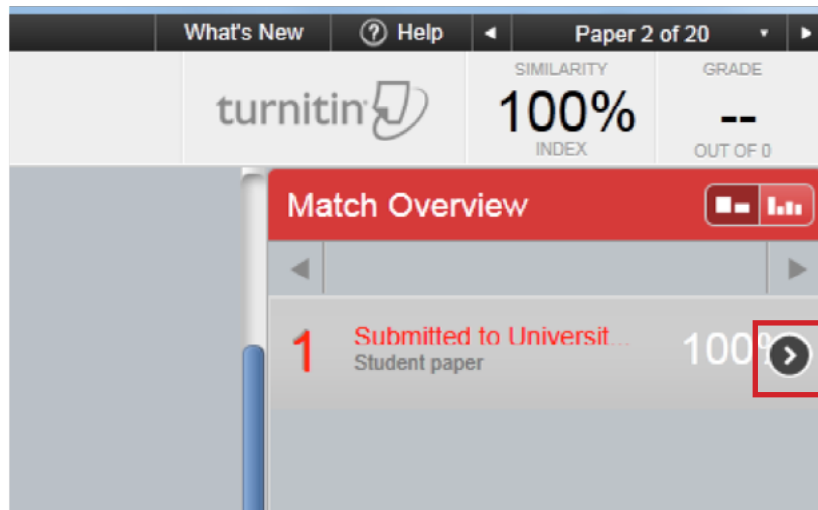 What's New Help Paper 2 of 20
SIMILARITY GRADE
turnitin 100% --
INDEX OUT OF 0
Match Overview
1 Submitted to Universit... 100%
Student paper